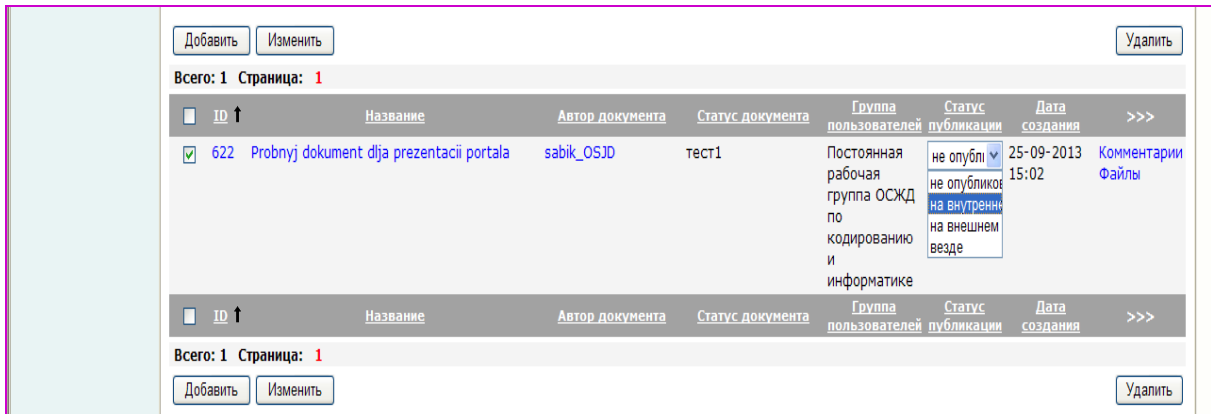 Добавить Изменить Удалить
Всего: 1 Страница: 1
ID Название Автор документа Статус документа Группа пользователей Статус публикации Дата создания >>>
622 Probnyj dokument dlja prezentacii portala sabik_OSJD тест1 Постоянная не опубли 25-09-2013 Комментарии
рабочая не опубликов 15:02 Файлы
группа ОСЖД на внутренне
по на внешнем
кодированию везде
и
информатике
ID Название Автор документа Статус документа Группа пользователей Статус публикации Дата создания >>>
Всего: 1 Страница: 1
Добавить Изменить Удалить